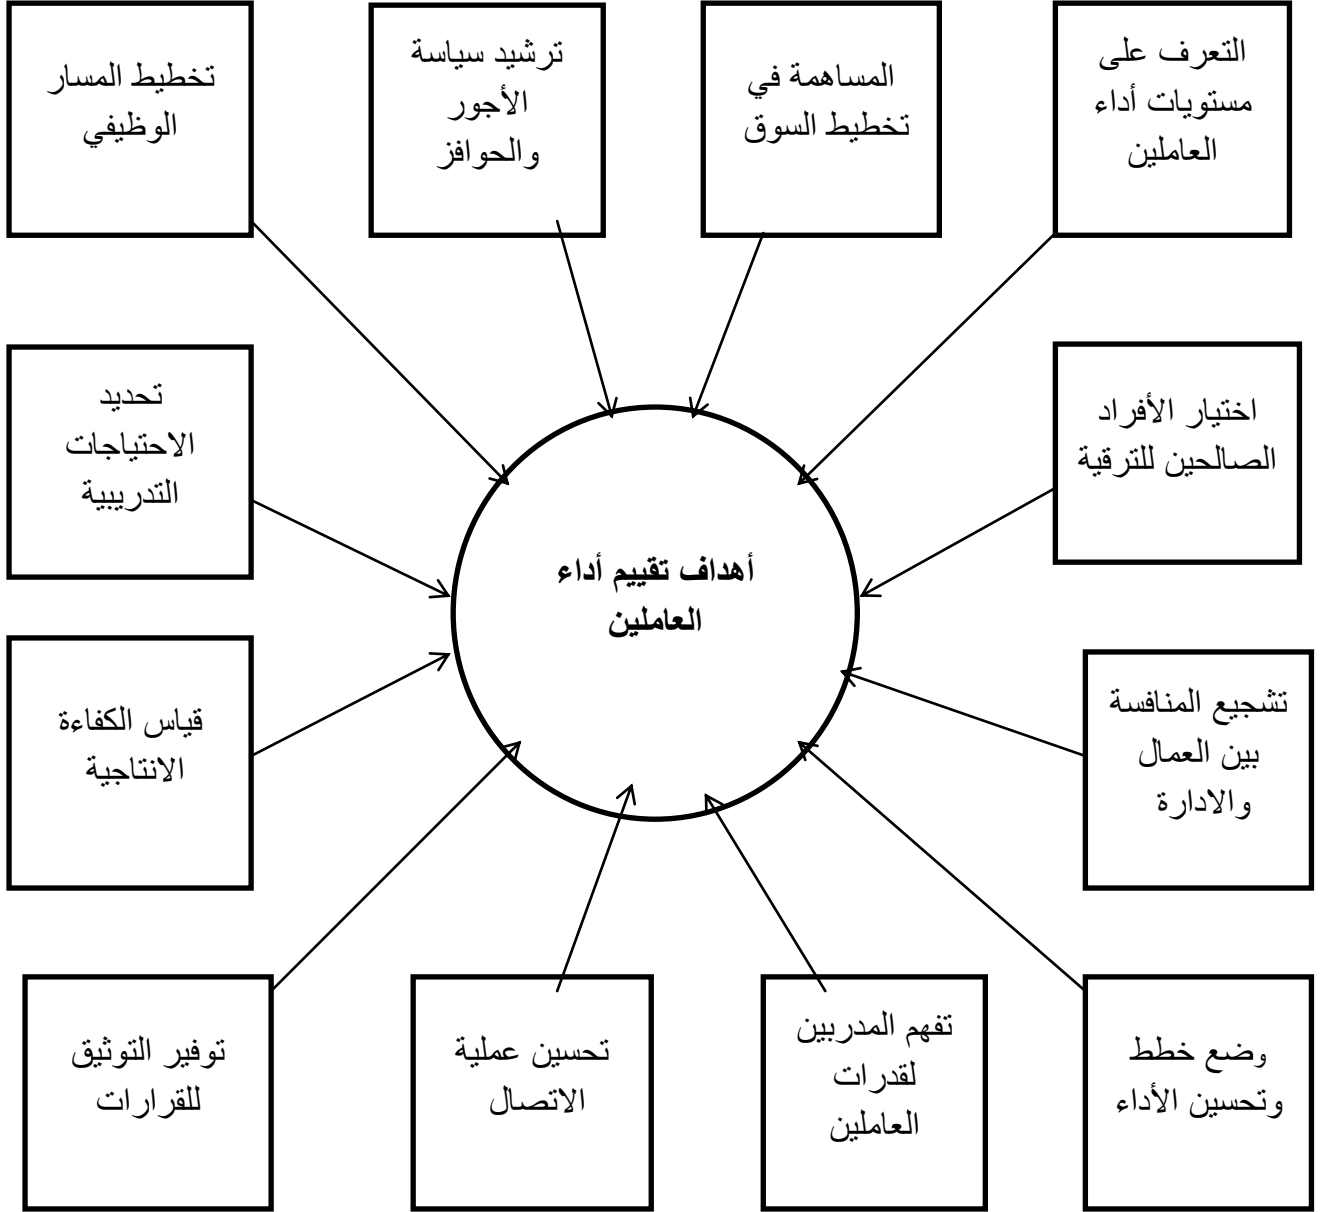 التعرف على
مستويات أداء
العاملين
المساهمة في
تخطيط السوق
ترشيد سياسة
الأجور
والحوافز
تخطيط المسار
الوظيفي
اختيار الأفراد
الصالحين للترقية
تحديد
الاحتياجات
التدريبية
أهداف تقييم أداء
العاملين
تشجيع المنافسة
بين العمال
والادارة
قياس الكفاءة
الانتاجية
وضع خطط
وتحسين الأداء
تفهم المدربين
لقدرات
العاملين
تحسين عملية
الاتصال
توفير التوثيق
للقرارات